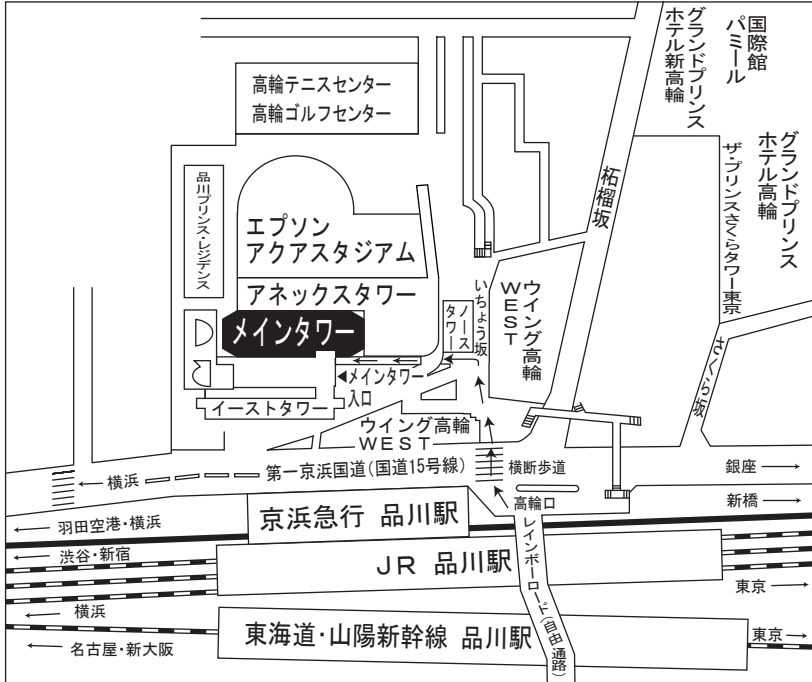 国際館
パミール
グランドプリンス
ホテル新高輪
グランドプリンス
ホテル高輪
ザ・プリンスさくらタワー東京
高輪テニスセンター
高輪ゴルフセンター
柘榴坂
品川プリンス・レジデンス
エプソン
アクアスタジアム
アネックスタワー
メインタワー
ノース
タワー
いちょう坂
ウイング高輪
WEST
さくら坂
◀メインタワー
入口
イーストタワー
ウイング高輪
WEST
← 横浜
第一京浜国道(国道15号線)
横断歩道
銀座 →
高輪口
新橋 →
← 羽田空港・横浜
京浜急行 品川駅
← 渋谷・新宿
JR 品川駅
レインボーロード(自由通路)
東京 →
← 横浜
東海道・山陽新幹線 品川駅
東京 →
← 名古屋・新大阪